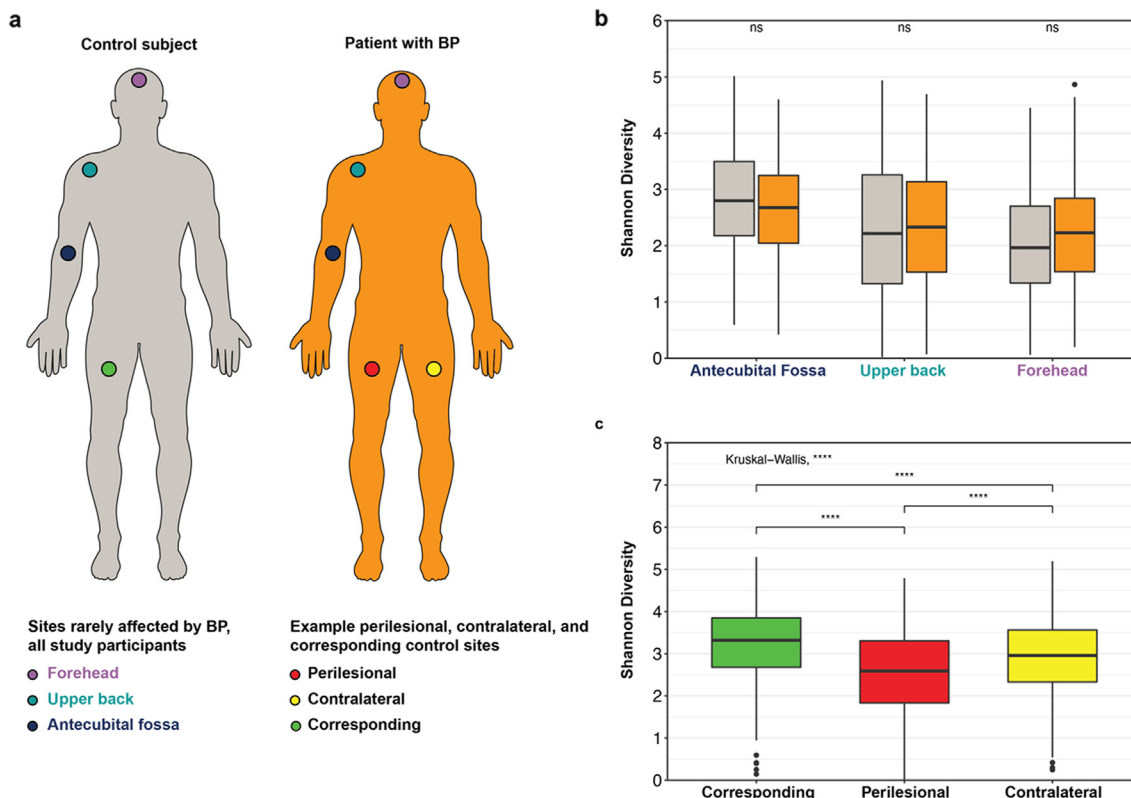 a
Control subject
Patient with BP
Sites rarely affected by BP,
all study participants
Forehead
Upper back
Antecubital fossa
Example perilesional, contralateral, and
corresponding control sites
Perilesional
Contralateral
Corresponding
b
Shannon Diversity
6
5
4
3
2
1
0
ns
ns
ns
Antecubital Fossa
Upper back
Forehead
c
Shannon Diversity
8
7
6
5
4
3
2
1
0
Kruskal–Wallis, ****
****
****
****
Corresponding
Perilesional
Contralateral